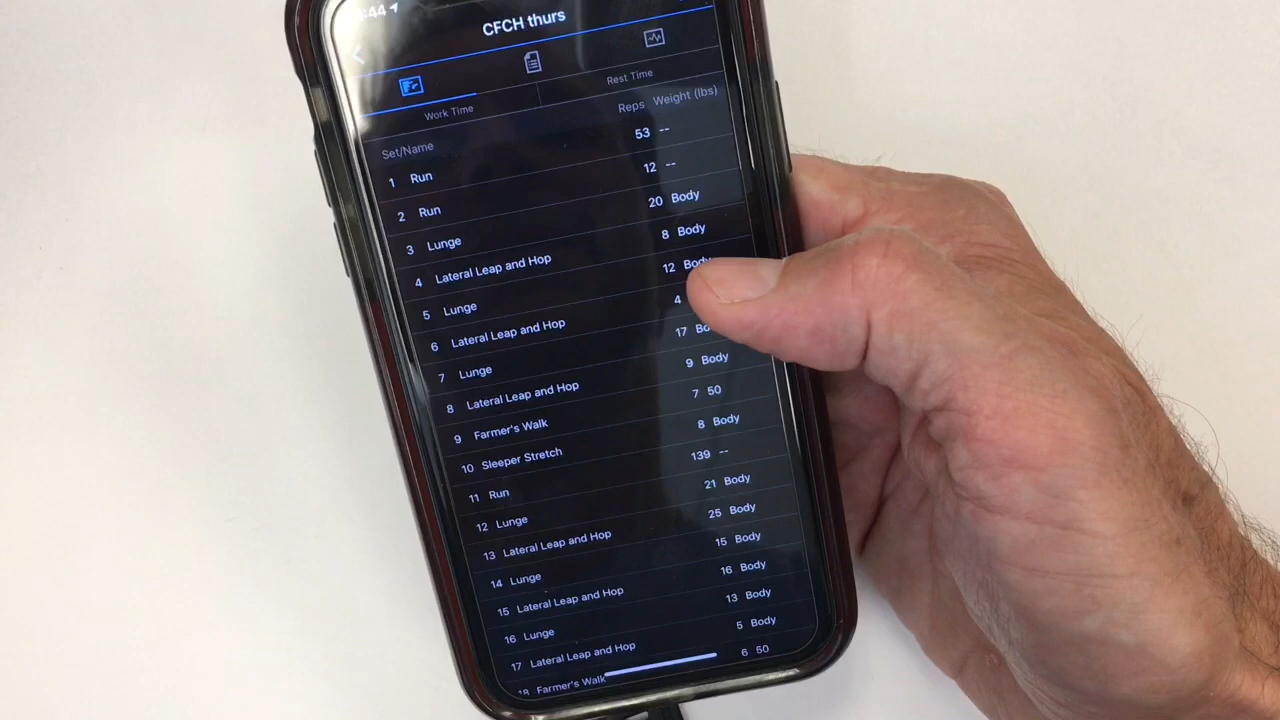 :44
CFCH thurs
Work Time Rest Time
Set/Name Reps Weight (lbs)
1 Run 53 --
2 Run 12 --
3 Lunge 20 Body
4 Lateral Leap and Hop 8 Body
5 Lunge 12 Body
6 Lateral Leap and Hop 4
7 Lunge 17
8 Lateral Leap and Hop 9 Body
9 Farmer's Walk 7 50
10 Sleeper Stretch 8 Body
11 Run 139 --
12 Lunge 21 Body
13 Lateral Leap and Hop 25 Body
14 Lunge 15 Body
15 Lateral Leap and Hop 16 Body
16 Lunge 13 Body
17 Lateral Leap and Hop 5 Body
18 Farmer's Walk 6 50